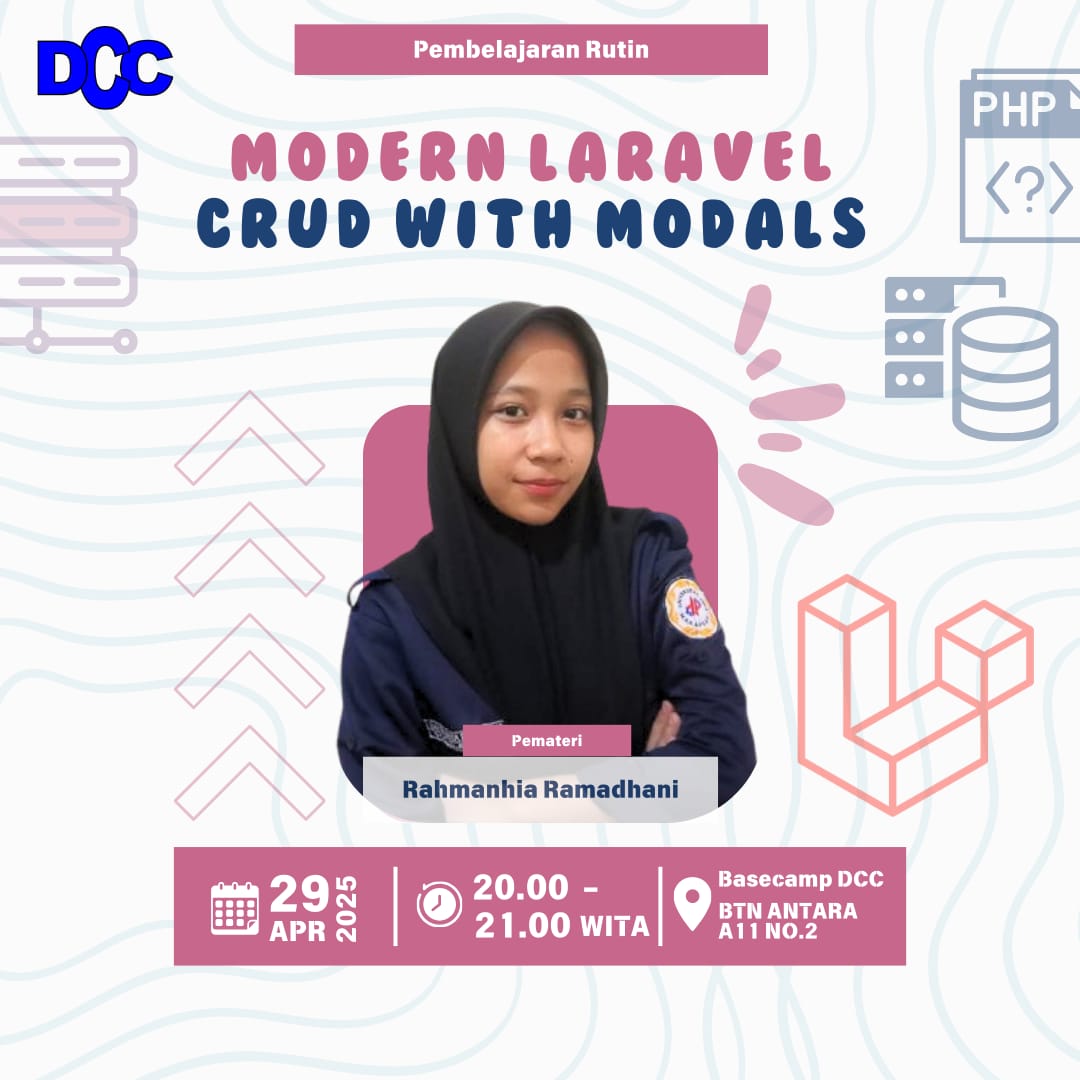 DCC
Pembelajaran Rutin
PHP
MODERN LARAVEL
CRUD WITH MODALS
<?>
Pemateri
Rahmanhia Ramadhani
29
APR
2025
20.00 -
21.00 WITA
Basecamp DCC
BTN ANTARA
A11 NO.2